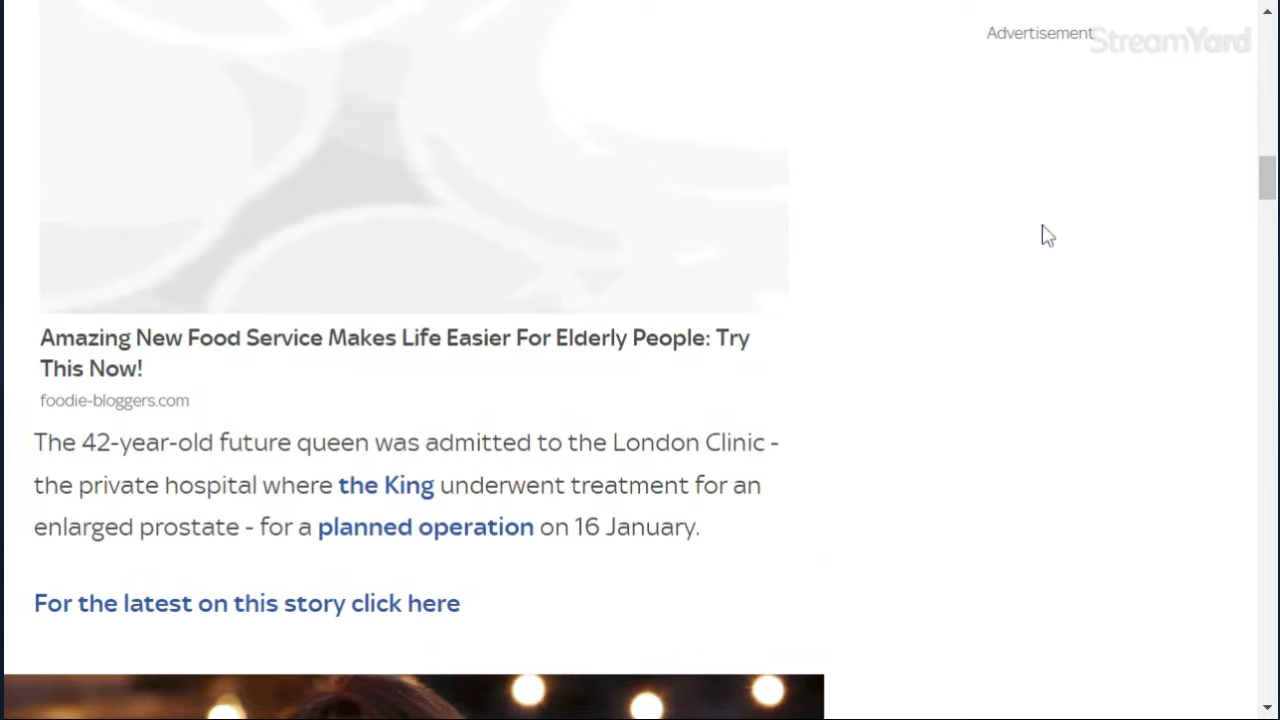 Advertisement
StreamYard
Amazing New Food Service Makes Life Easier For Elderly People: Try
This Now!
foodie-bloggers.com
The 42-year-old future queen was admitted to the London Clinic -
the private hospital where the King underwent treatment for an
enlarged prostate - for a planned operation on 16 January.
For the latest on this story click here